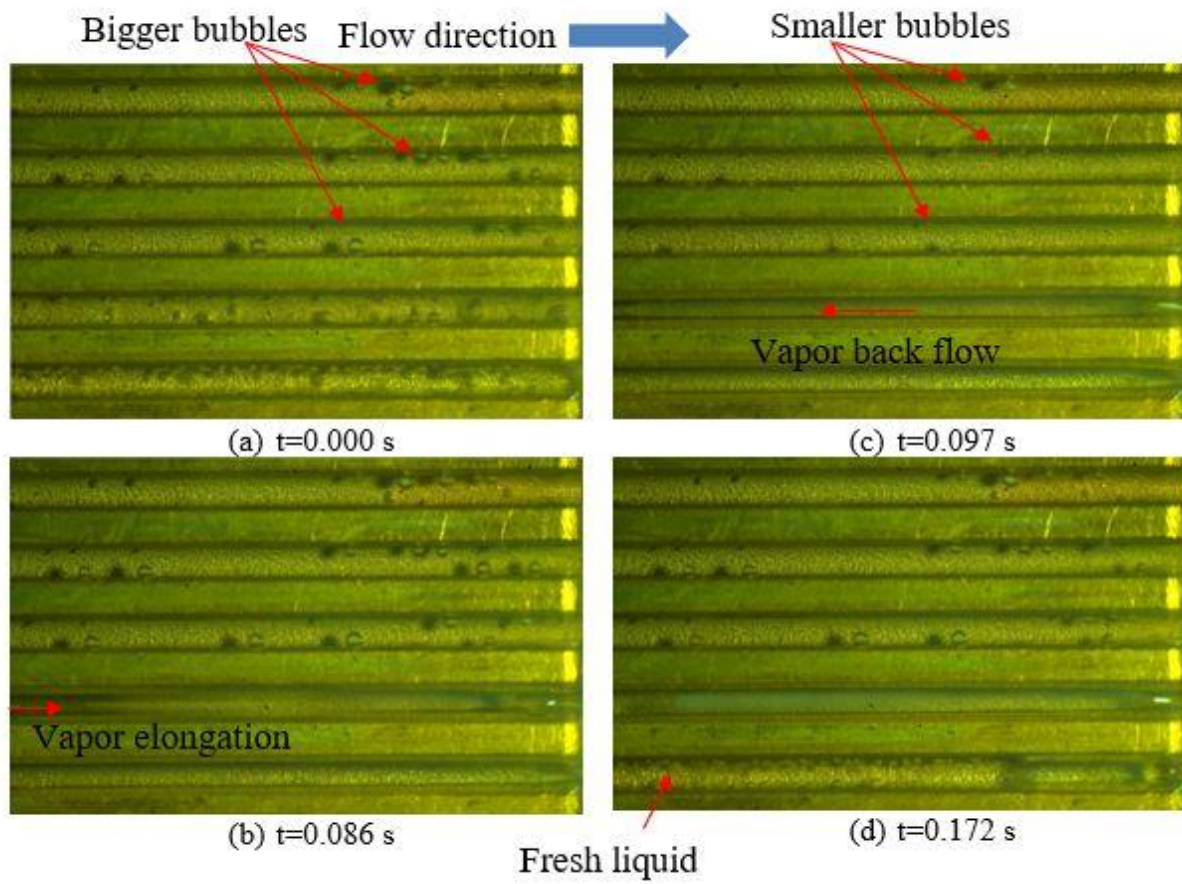 Bigger bubbles
Flow direction
Smaller bubbles
Vapor back flow
(a) t=0.000 s
(c) t=0.097 s
Vapor elongation
(b) t=0.086 s
(d) t=0.172 s
Fresh liquid